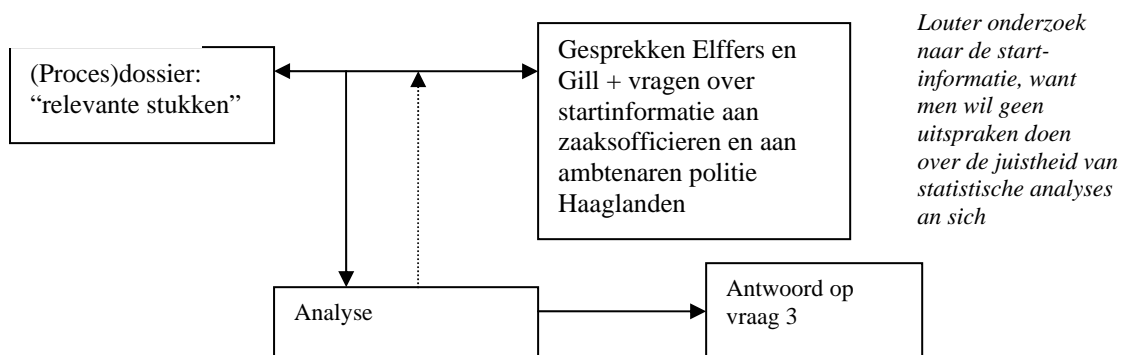 (Proces)dossier:
“relevante stukken”
Gesprekken Elffers en
Gill + vragen over
startinformatie aan
zaaksofficieren en aan
ambtenaren politie
Haaglanden
Louter onderzoek
naar de start-
informatie, want
men wil geen
uitspraken doen
over de juistheid van
statistische analyses
an sich
Analyse
Antwoord op
vraag 3